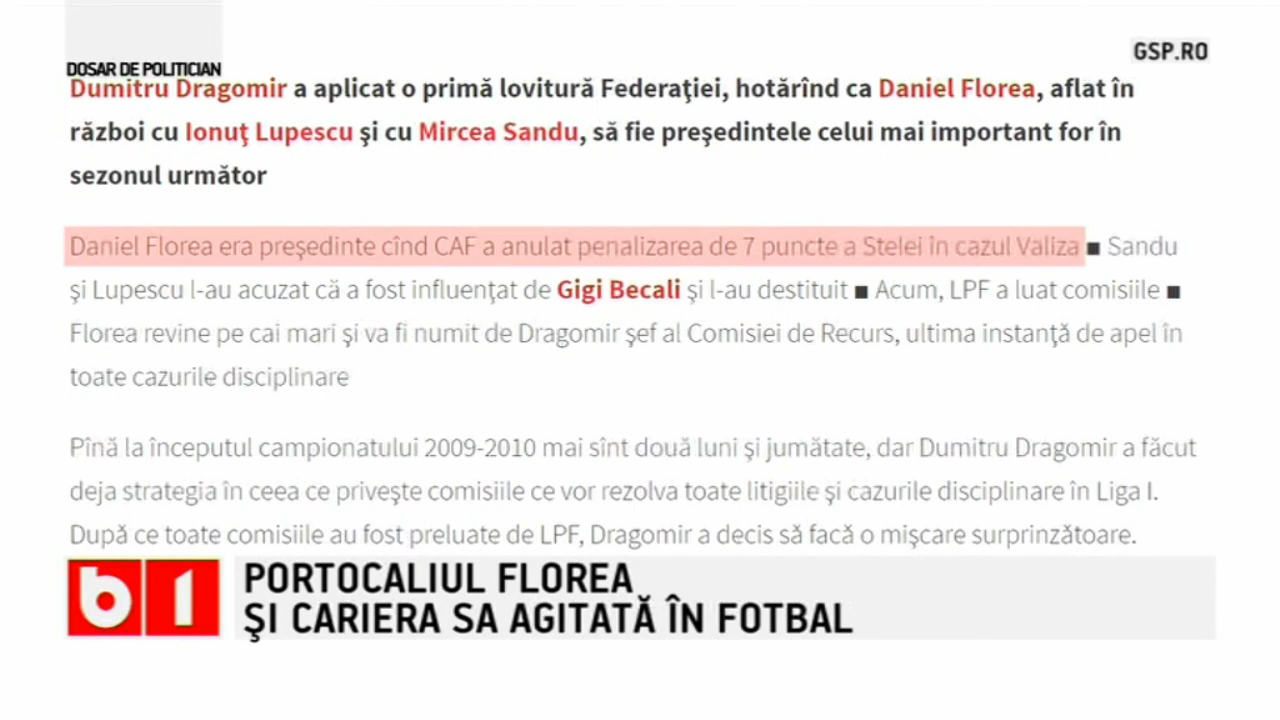 GSP.RO
DOSAR DE POLITICIAN
Dumitru Dragomir a aplicat o primă lovitură Federaţiei, hotărînd ca Daniel Florea, aflat în
război cu Ionuţ Lupescu şi cu Mircea Sandu, să fie preşedintele celui mai important for în
sezonul următor
Daniel Florea era preşedinte cînd CAF a anulat penalizarea de 7 puncte a Stelei în cazul Valiza ■ Sandu
şi Lupescu l-au acuzat că a fost influenţat de Gigi Becali şi l-au destituit ■ Acum, LPF a luat comisiile ■
Florea revine pe cai mari şi va fi numit de Dragomir şef al Comisiei de Recurs, ultima instanţă de apel în
toate cazurile disciplinare
Pînă la începutul campionatului 2009-2010 mai sînt două luni şi jumătate, dar Dumitru Dragomir a făcut
deja strategia în ceea ce priveşte comisiile ce vor rezolva toate litigiile şi cazurile disciplinare în Liga I.
După ce toate comisiile au fost preluate de LPF, Dragomir a decis să facă o mişcare surprinzătoare.
b1
PORTOCALIUL FLOREA
ŞI CARIERA SA AGITATĂ ÎN FOTBAL